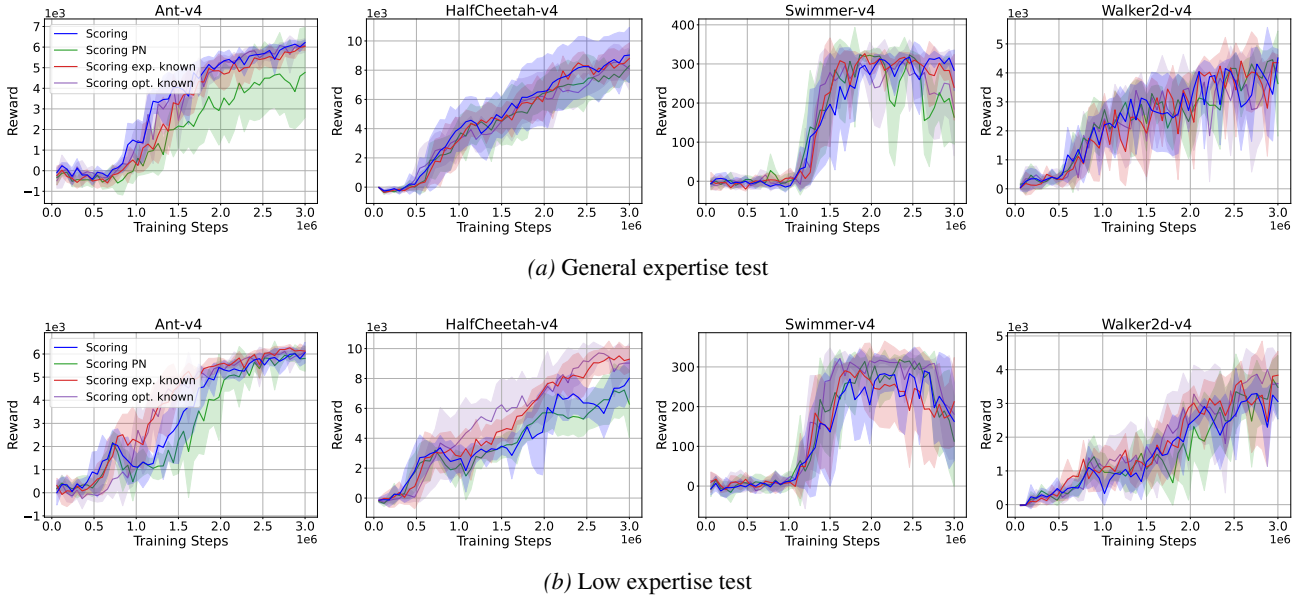 1e3 Ant-v4
7
6
5
4
3
2
1
0
−1
Reward
Scoring
Scoring PN
Scoring exp. known
Scoring opt. known
0.0 0.5 1.0 1.5 2.0 2.5 3.0
Training Steps 1e6
1e3 HalfCheetah-v4
12
10
8
6
4
2
0
Reward
0.0 0.5 1.0 1.5 2.0 2.5 3.0
Training Steps 1e6
Swimmer-v4
400
300
200
100
0
Reward
0.0 0.5 1.0 1.5 2.0 2.5 3.0
Training Steps 1e6
1e3 Walker2d-v4
5
4
3
2
1
0
Reward
0.0 0.5 1.0 1.5 2.0 2.5 3.0
Training Steps 1e6
(a) General expertise test
1e3 Ant-v4
6
5
4
3
2
1
0
−1
Reward
Scoring
Scoring PN
Scoring exp. known
Scoring opt. known
0.0 0.5 1.0 1.5 2.0 2.5 3.0
Training Steps 1e6
1e3 HalfCheetah-v4
10
8
6
4
2
0
Reward
0.0 0.5 1.0 1.5 2.0 2.5 3.0
Training Steps 1e6
Swimmer-v4
300
200
100
0
Reward
0.0 0.5 1.0 1.5 2.0 2.5 3.0
Training Steps 1e6
1e3 Walker2d-v4
5
4
3
2
1
0
Reward
0.0 0.5 1.0 1.5 2.0 2.5 3.0
Training Steps 1e6
(b) Low expertise test